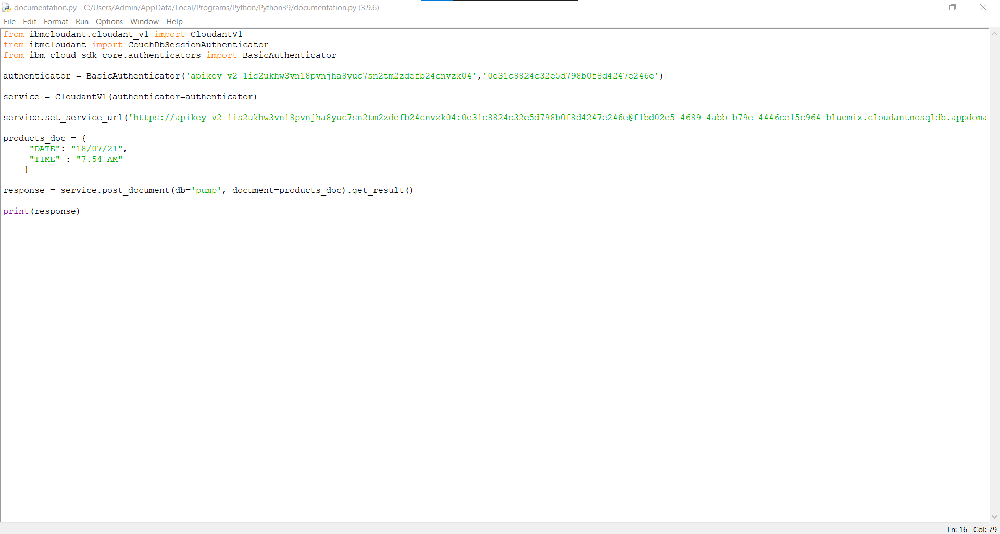 documentation.py - C:/Users/Admin/AppData/Local/Programs/Python/Python39/documentation.py (3.9.6)
File Edit Format Run Options Window Help
from ibmcloudant.cloudant_v1 import CloudantV1
from ibmcloudant import CouchDbSessionAuthenticator
from ibm_cloud_sdk_core.authenticators import BasicAuthenticator
authenticator = BasicAuthenticator('apikey-v2-1is2ukhw3vn18pvnjha8yuc7sn2tm2zdefb24cnvzk04','0e31c8824c32e5d798b0f8d4247e246e')
service = CloudantV1(authenticator=authenticator)
service.set_service_url('https://apikey-v2-1is2ukhw3vn18pvnjha8yuc7sn2tm2zdefb24cnvzk04:0e31c8824c32e5d798b0f8d4247e246e@f1bd02e5-4689-4abb-b79e-4446ce15c964-bluemix.cloudantnosqldb.appdoma
products_doc = {
"DATE": "18/07/21",
"TIME" : "7.54 AM"
}
response = service.post_document(db='pump', document=products_doc).get_result()
print(response)
Ln: 16 Col: 79